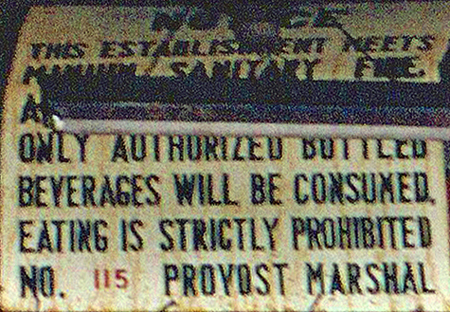 NOTICE
THIS ESTABLISHMENT MEETS
SANITARY
ONLY AUTHORIZED BOTTLED
BEVERAGES WILL BE CONSUMED.
EATING IS STRICTLY PROHIBITED
NO. 115 PROVOST MARSHAL